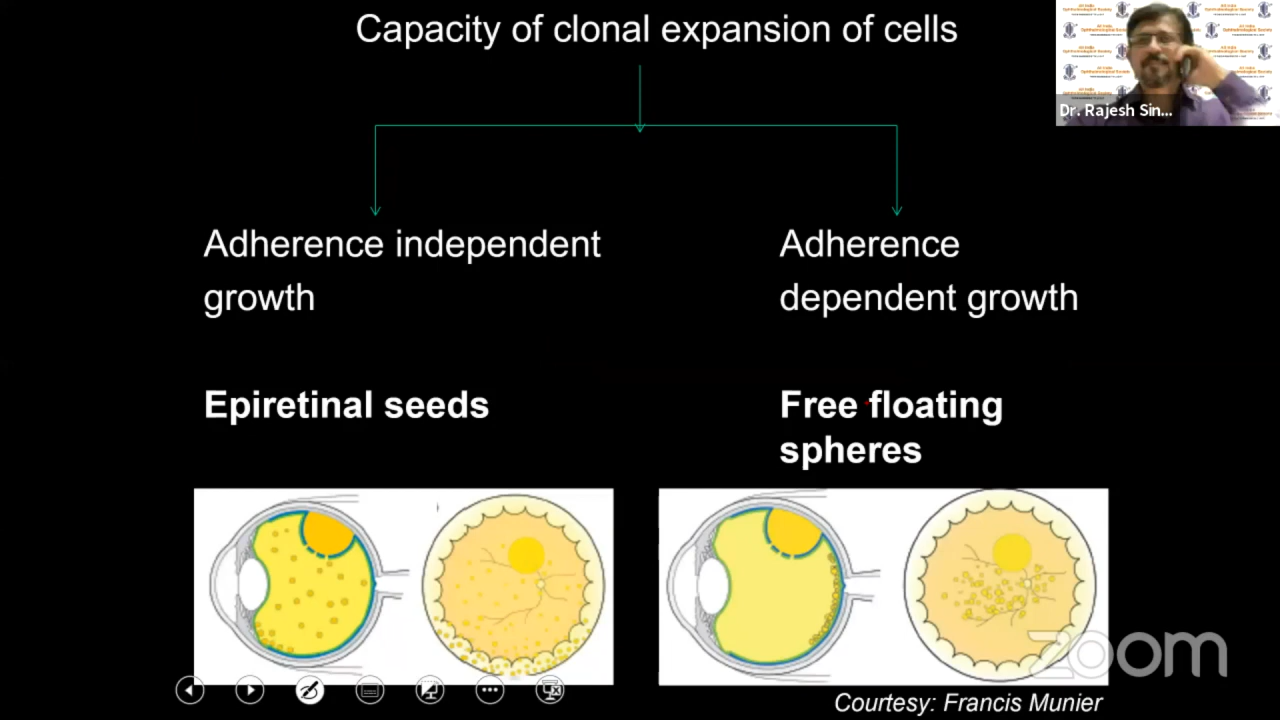 Capacity of clonal expansion of cells
Dr. Rajesh Sin...
Adherence independent
growth
Adherence
dependent growth
Epiretinal seeds
Free floating
spheres
zoom
Courtesy: Francis Munier